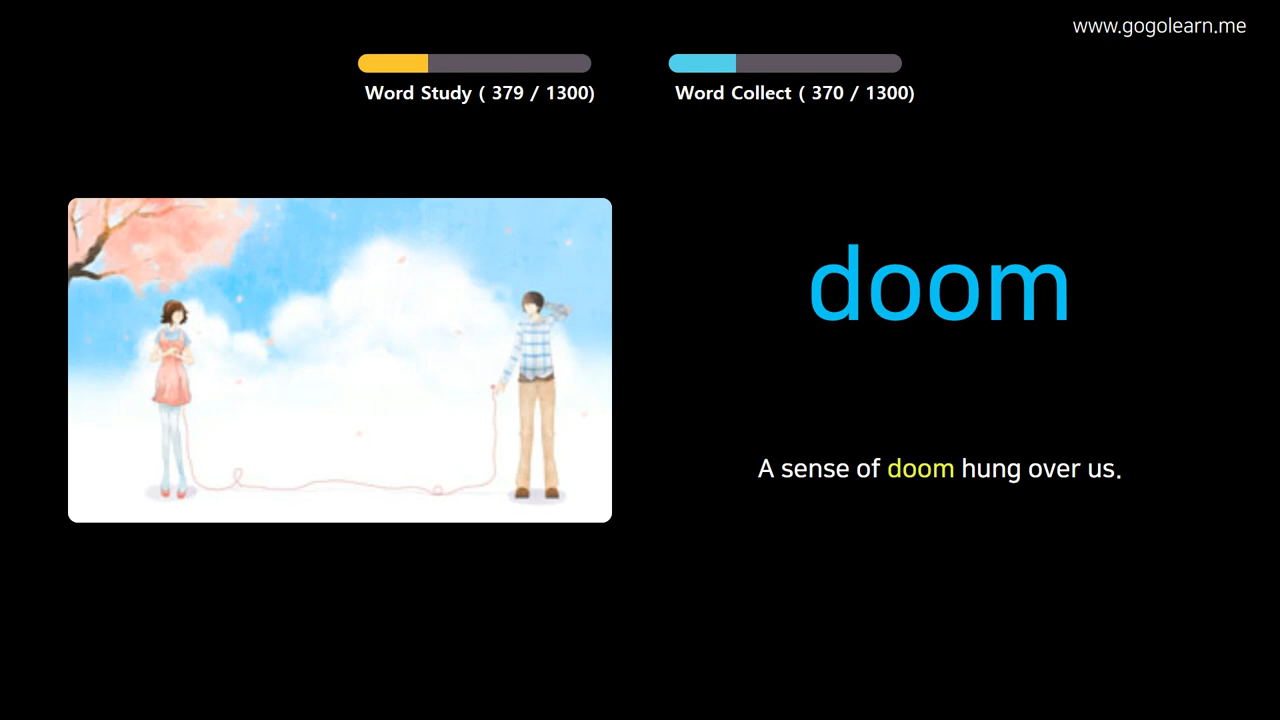 www.gogolearn.me
Word Study ( 379 / 1300)
Word Collect ( 370 / 1300)
doom
A sense of doom hung over us.